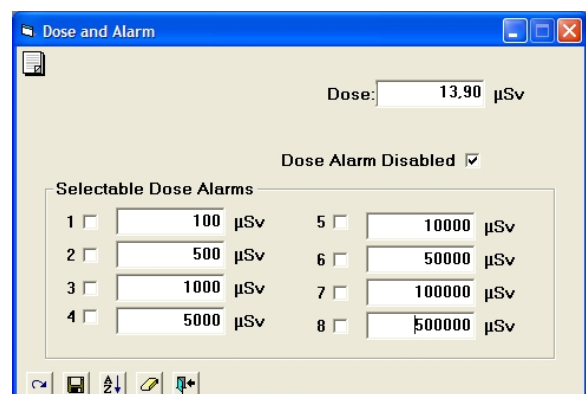 Dose and Alarm
Dose: 13,90 µSv
Dose Alarm Disabled
Selectable Dose Alarms
1 100 µSv
2 500 µSv
3 1000 µSv
4 5000 µSv
5 10000 µSv
6 50000 µSv
7 100000 µSv
8 500000 µSv
A
Z